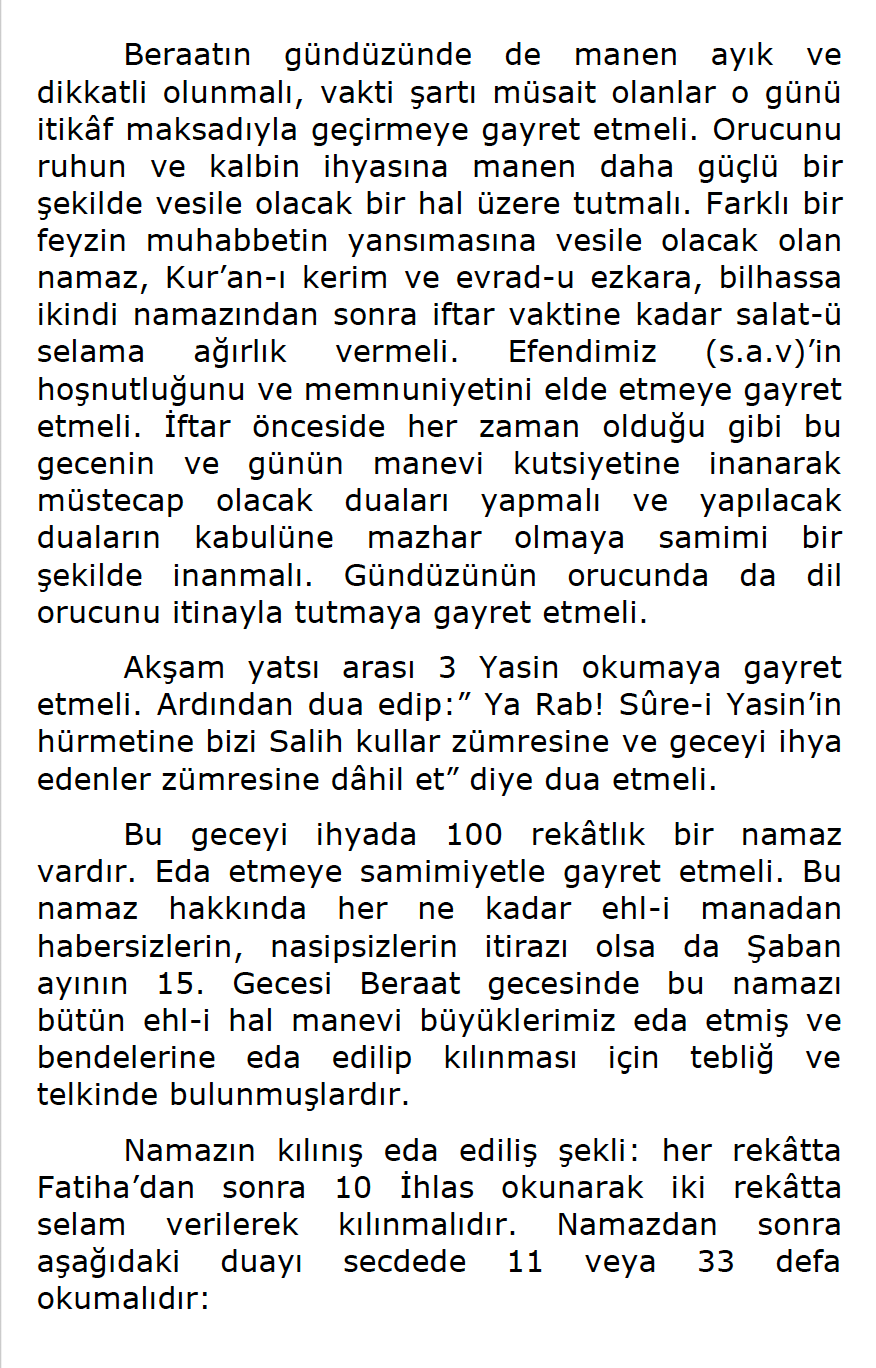 Beraatın gündüzünde de manen ayık ve
dikkatli olunmalı, vakti şartı müsait olanlar o günü
itikâf maksadıyla geçirmeye gayret etmeli. Orucunu
ruhun ve kalbin ihyasına manen daha güçlü bir
şekilde vesile olacak bir hal üzere tutmalı. Farklı bir
feyzin muhabbetin yansımasına vesile olacak olan
namaz, Kur’an-ı kerim ve evrad-u ezkara, bilhassa
ikindi namazından sonra iftar vaktine kadar salat-ü
selama ağırlık vermeli. Efendimiz (s.a.v)’in
hoşnutluğunu ve memnuniyetini elde etmeye gayret
etmeli. İftar önceside her zaman olduğu gibi bu
gecenin ve günün manevi kutsiyetine inanarak
müstecap olacak duaları yapmalı ve yapılacak
duaların kabulüne mazhar olmaya samimi bir
şekilde inanmalı. Gündüzünün orucunda da dil
orucunu itinayla tutmaya gayret etmeli.
Akşam yatsı arası 3 Yasin okumaya gayret
etmeli. Ardından dua edip:” Ya Rab! Sûre-i Yasin’in
hürmetine bizi Salih kullar zümresine ve geceyi ihya
edenler zümresine dâhil et” diye dua etmeli.
Bu geceyi ihyada 100 rekâtlık bir namaz
vardır. Eda etmeye samimiyetle gayret etmeli. Bu
namaz hakkında her ne kadar ehl-i manadan
habersizlerin, nasipsizlerin itirazı olsa da Şaban
ayının 15. Gecesi Beraat gecesinde bu namazı
bütün ehl-i hal manevi büyüklerimiz eda etmiş ve
bendelerine eda edilip kılınması için tebliğ ve
telkinde bulunmuşlardır.
Namazın kılınış eda ediliş şekli: her rekâtta
Fatiha’dan sonra 10 İhlas okunarak iki rekâtta
selam verilerek kılınmalıdır. Namazdan sonra
aşağıdaki duayı secdede 11 veya 33 defa
okumalıdır: